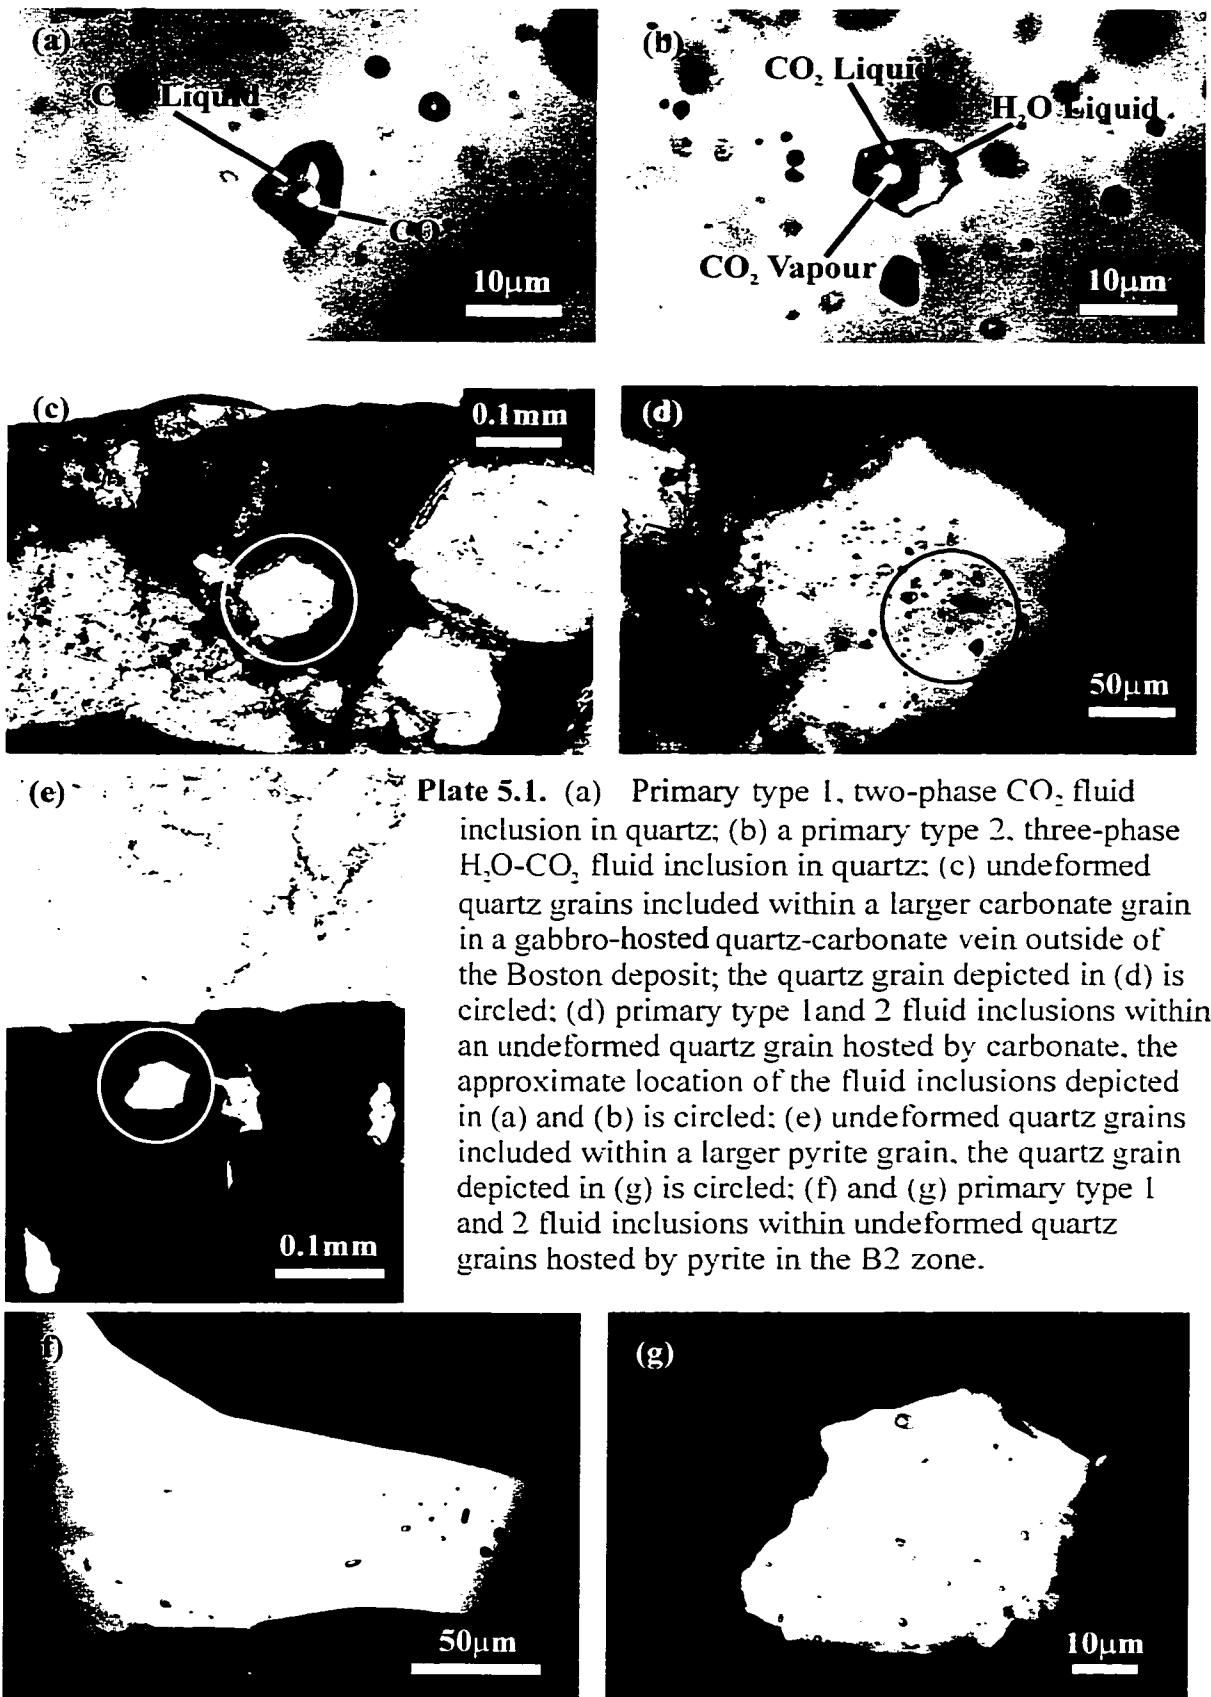 (a)
Liquid
CO
10µm
(b)
CO₂ Liquid
H₂O Liquid
CO₂ Vapour
10µm
(c)
0.1mm
(d)
50µm
(e)
0.1mm
Plate 5.1. (a) Primary type 1, two-phase CO₂ fluid
inclusion in quartz; (b) a primary type 2, three-phase
H₂O-CO₂ fluid inclusion in quartz; (c) undeformed
quartz grains included within a larger carbonate grain
in a gabbro-hosted quartz-carbonate vein outside of
the Boston deposit; the quartz grain depicted in (d) is
circled; (d) primary type 1and 2 fluid inclusions within
an undeformed quartz grain hosted by carbonate, the
approximate location of the fluid inclusions depicted
in (a) and (b) is circled; (e) undeformed quartz grains
included within a larger pyrite grain, the quartz grain
depicted in (g) is circled; (f) and (g) primary type 1
and 2 fluid inclusions within undeformed quartz
grains hosted by pyrite in the B2 zone.
f)
50µm
(g)
10µm